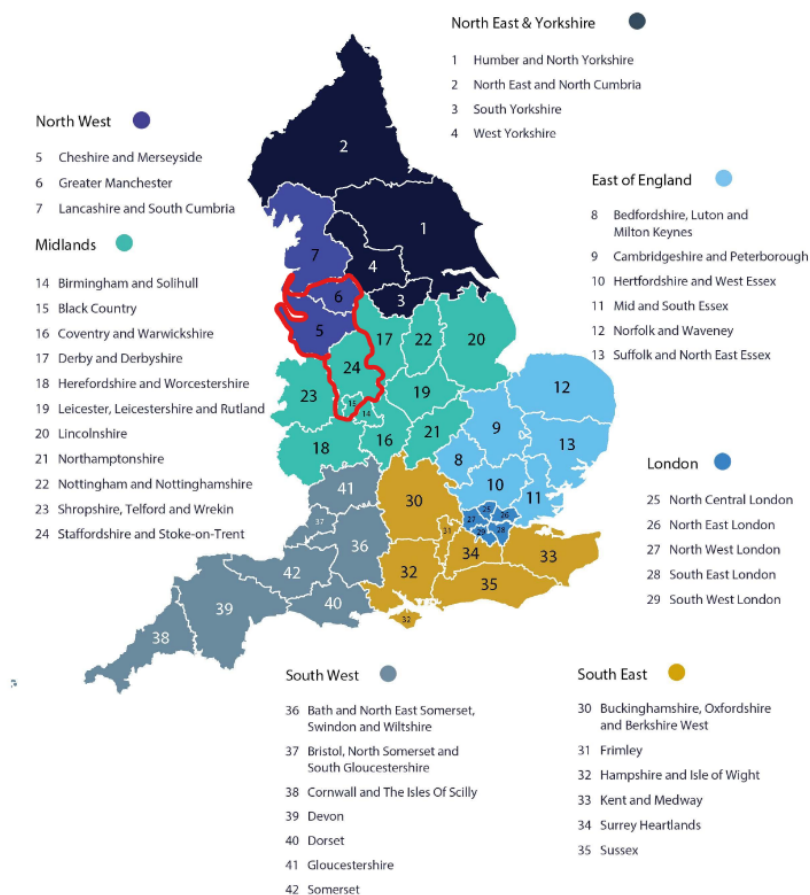 North East & Yorkshire
1 Humber and North Yorkshire
2 North East and North Cumbria
3 South Yorkshire
4 West Yorkshire
North West
5 Cheshire and Merseyside
6 Greater Manchester
7 Lancashire and South Cumbria
Midlands
14 Birmingham and Solihull
15 Black Country
16 Coventry and Warwickshire
17 Derby and Derbyshire
18 Herefordshire and Worcestershire
19 Leicester, Leicestershire and Rutland
20 Lincolnshire
21 Northamptonshire
22 Nottingham and Nottinghamshire
23 Shropshire, Telford and Wrekin
24 Staffordshire and Stoke-on-Trent
East of England
8 Bedfordshire, Luton and
Milton Keynes
9 Cambridgeshire and Peterborough
10 Hertfordshire and West Essex
11 Mid and South Essex
12 Norfolk and Waveney
13 Suffolk and North East Essex
London
25 North Central London
26 North East London
27 North West London
28 South East London
29 South West London
2
1
7
4
6
3
5
17
22
20
24
23
19
12
15
14
9
18
16
21
13
8
41
10
30
11
25
26
27
37
31
28
29
36
34
33
42
32
35
39
40
38
32
South West
36 Bath and North East Somerset,
Swindon and Wiltshire
37 Bristol, North Somerset and
South Gloucestershire
38 Cornwall and The Isles Of Scilly
39 Devon
40 Dorset
41 Gloucestershire
42 Somerset
South East
30 Buckinghamshire, Oxfordshire
and Berkshire West
31 Frimley
32 Hampshire and Isle of Wight
33 Kent and Medway
34 Surrey Heartlands
35 Sussex